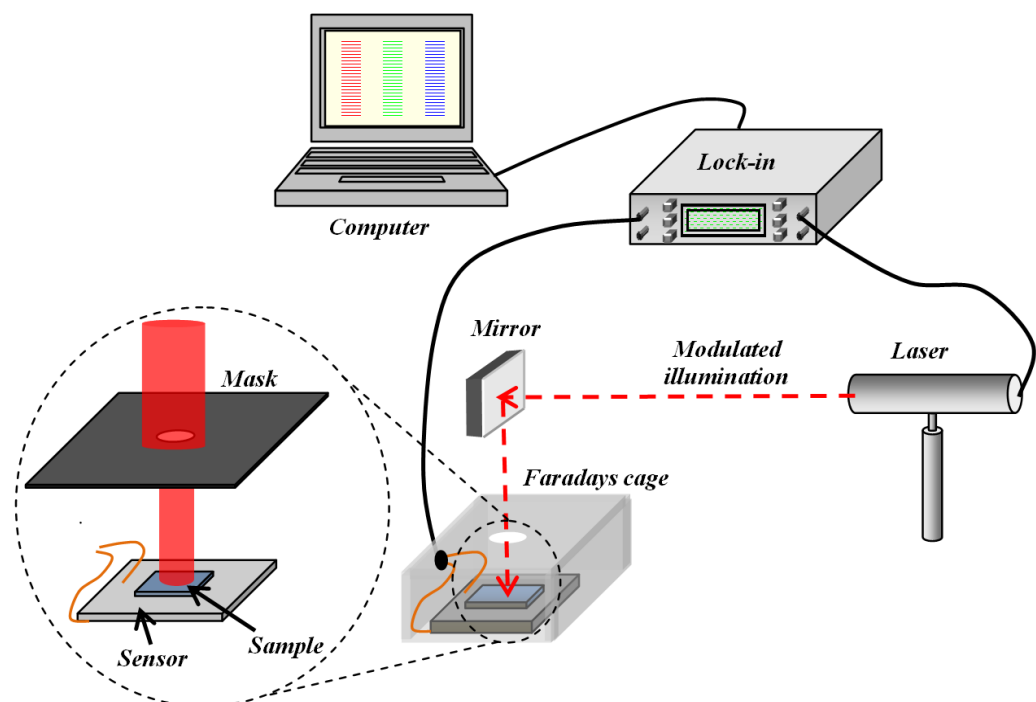 Lock-in
Computer
Mirror
Modulated
illumination
Laser
Mask
Faradays cage
Sample
Sensor